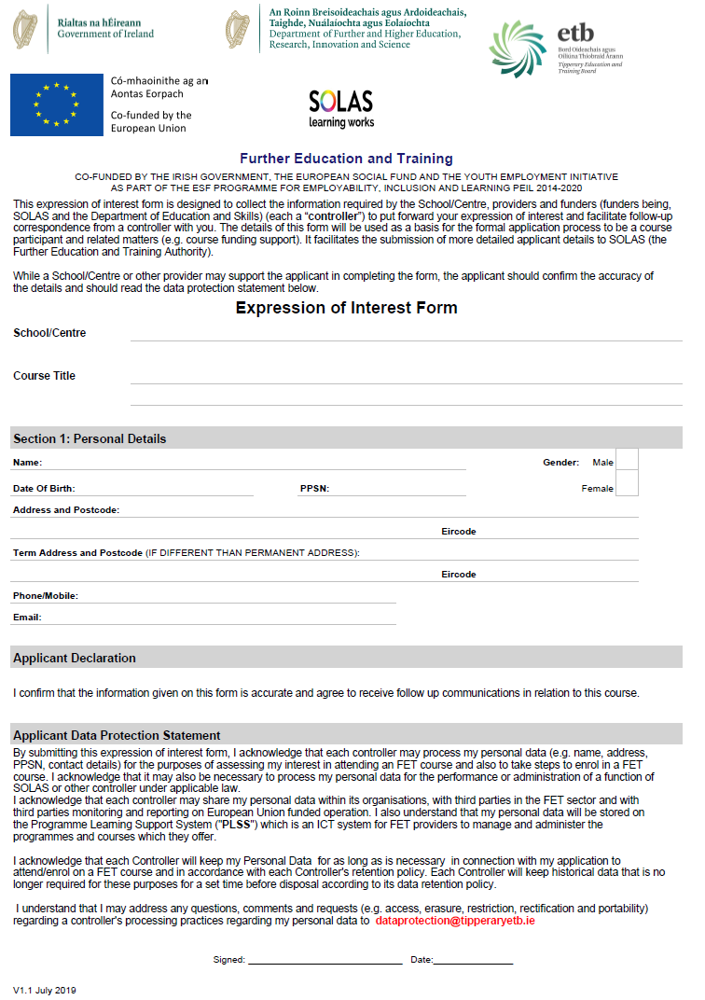 Rialtas na hÉireann
Government of Ireland
An Roinn Breisoideachais agus Ardoideachais,
Taighde, Nuálaíochta agus Eolaíochta
Department of Further and Higher Education,
Research, Innovation and Science
etb
Bord Oideachais agus
Oiliúna Thiobraid Árann
Tipperary Education and
Training Board
Có-mhaoinithe ag an
Aontas Eorpach
Co-funded by the
European Union
SOLAS
learning works
Further Education and Training
CO-FUNDED BY THE IRISH GOVERNMENT, THE EUROPEAN SOCIAL FUND AND THE YOUTH EMPLOYMENT INITIATIVE
AS PART OF THE ESF PROGRAMME FOR EMPLOYABILITY, INCLUSION AND LEARNING PEIL 2014-2020
This expression of interest form is designed to collect the information required by the School/Centre, providers and funders (funders being,
SOLAS and the Department of Education and Skills) (each a “controller”) to put forward your expression of interest and facilitate follow-up
correspondence from a controller with you. The details of this form will be used as a basis for the formal application process to be a course
participant and related matters (e.g. course funding support). It facilitates the submission of more detailed applicant details to SOLAS (the
Further Education and Training Authority).
While a School/Centre or other provider may support the applicant in completing the form, the applicant should confirm the accuracy of
the details and should read the data protection statement below.
Expression of Interest Form
School/Centre
Course Title
Section 1: Personal Details
Name: Gender: Male
Date Of Birth: PPSN: Female
Address and Postcode:
Eircode
Term Address and Postcode (IF DIFFERENT THAN PERMANENT ADDRESS):
Eircode
Phone/Mobile:
Email:
Applicant Declaration
I confirm that the information given on this form is accurate and agree to receive follow up communications in relation to this course.
Applicant Data Protection Statement
By submitting this expression of interest form, I acknowledge that each controller may process my personal data (e.g. name, address,
PPSN, contact details) for the purposes of assessing my interest in attending an FET course and also to take steps to enrol in a FET
course. I acknowledge that it may also be necessary to process my personal data for the performance or administration of a function of
SOLAS or other controller under applicable law.
I acknowledge that each controller may share my personal data within its organisations, with third parties in the FET sector and with
third parties monitoring and reporting on European Union funded operation. I also understand that my personal data will be stored on
the Programme Learning Support System ("PLSS") which is an ICT system for FET providers to manage and administer the
programmes and courses which they offer.
I acknowledge that each Controller will keep my Personal Data for as long as is necessary in connection with my application to
attend/enrol on a FET course and in accordance with each Controller's retention policy. Each Controller will keep historical data that is no
longer required for these purposes for a set time before disposal according to its data retention policy.
I understand that I may address any questions, comments and requests (e.g. access, erasure, restriction, rectification and portability)
regarding a controller's processing practices regarding my personal data to dataprotection@tipperaryetb.ie
Signed: Date:
V1.1 July 2019